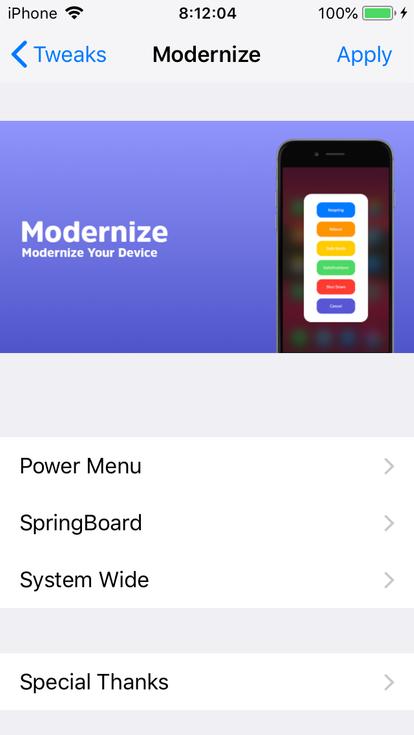 iPhone 8:12:04 100%
Tweaks Modernize Apply
Modernize
Modernize Your Device
Respring
Reboot
Safe Mode
Shut Down
Cancel
Power Menu
SpringBoard
System Wide
Special Thanks